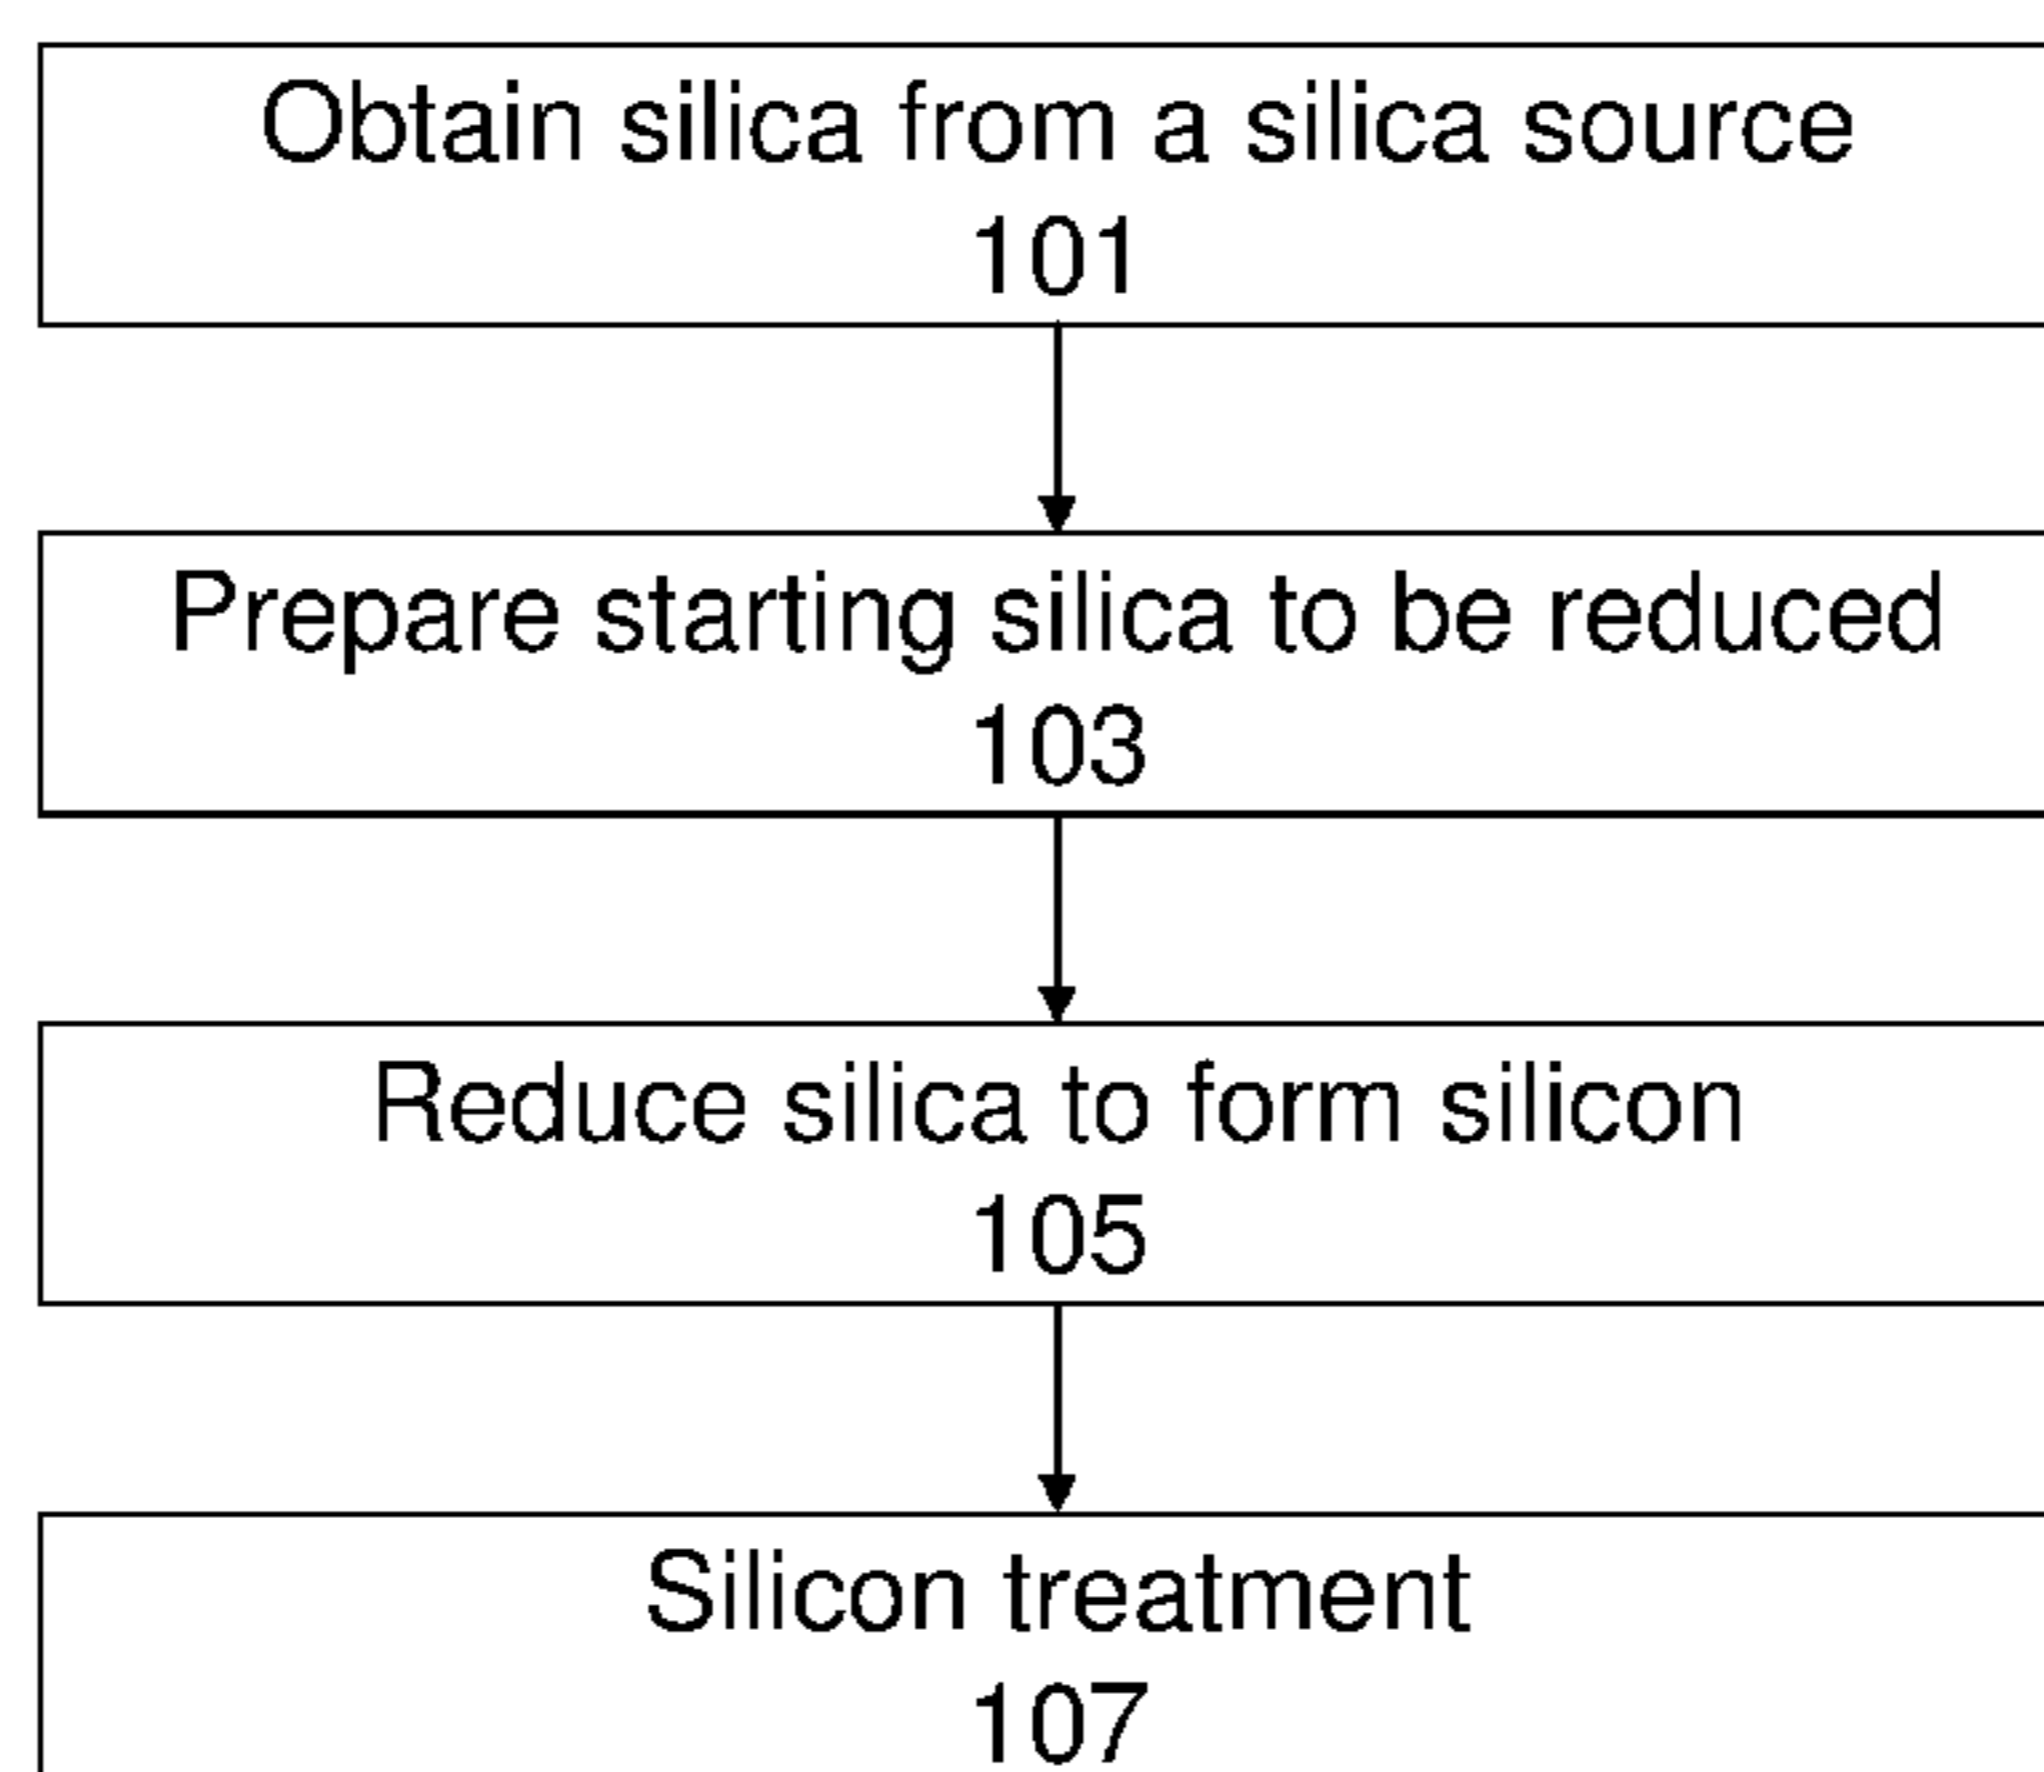 Obtain silica from a silica source
101
Prepare starting silica to be reduced
103
Reduce silica to form silicon
105
Silicon treatment
107